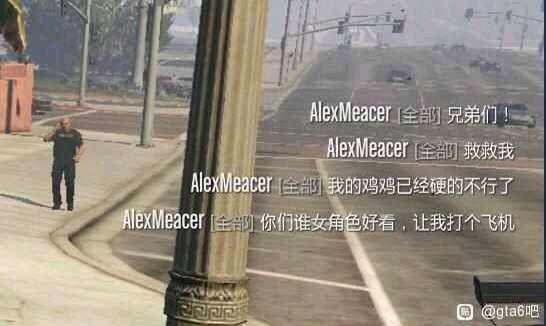 AlexMeacer [全部] 兄弟们！
AlexMeacer [全部] 救救我
AlexMeacer [全部] 我的鸡鸡已经硬的不行了
AlexMeacer [全部] 你们谁女角色好看，让我打个飞机
@gta6吧